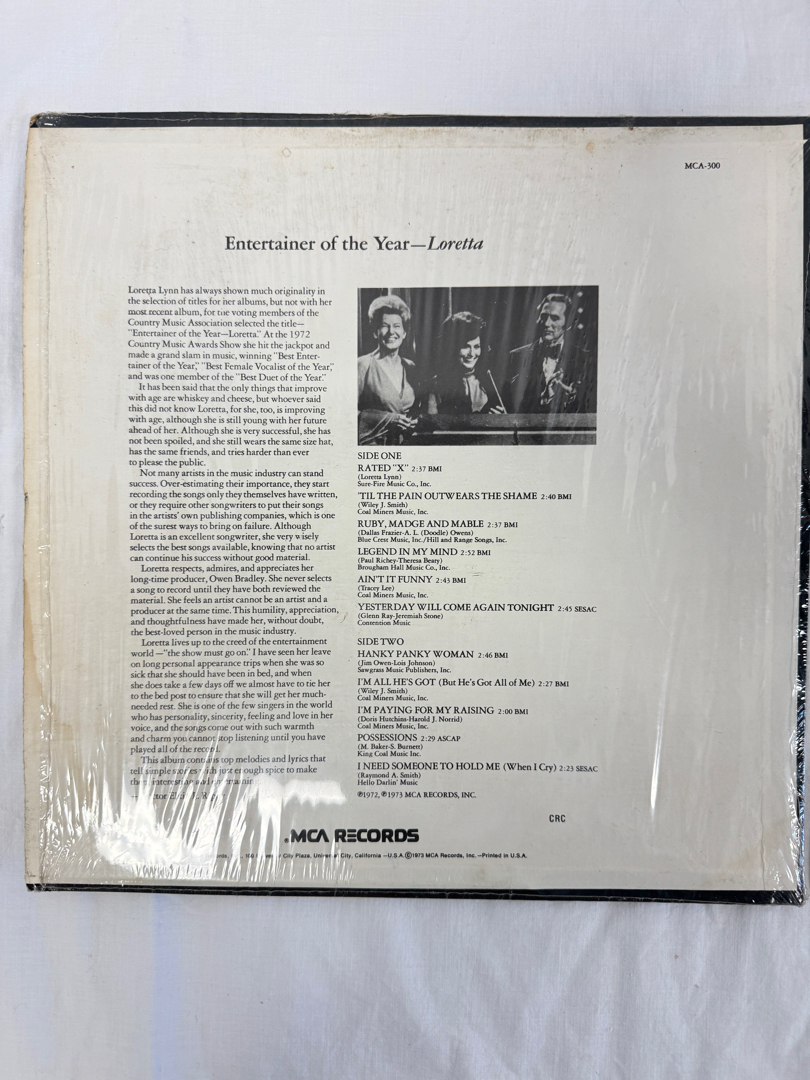 MCA-300
Entertainer of the Year—Loretta
Loretta Lynn has always shown much originality in
the selection of titles for her albums, but not with her
most recent album, for the voting members of the
Country Music Association selected the title—
"Entertainer of the Year—Loretta." At the 1972
Country Music Awards Show she hit the jackpot and
made a grand slam in music, winning "Best Enter-
tainer of the Year," "Best Female Vocalist of the Year,"
and was one member of the "Best Duet of the Year."
It has been said that the only things that improve
with age are whiskey and cheese, but whoever said
this did not know Loretta, for she, too, is improving
with age, although she is still young with her future
ahead of her. Although she is very successful, she has
not been spoiled, and she still wears the same size hat,
has the same friends, and tries harder than ever
to please the public.
Not many artists in the music industry can stand
success. Over-estimating their importance, they start
recording the songs only they themselves have written,
or they require other songwriters to put their songs
in the artists' own publishing companies, which is one
of the surest ways to bring on failure. Although
Loretta is an excellent songwriter, she very wisely
selects the best songs available, knowing that no artist
can continue his success without good material.
Loretta respects, admires, and appreciates her
long-time producer, Owen Bradley. She never selects
a song to record until they have both reviewed the
material. She feels an artist cannot be an artist and a
producer at the same time. This humility, appreciation,
and thoughtfulness have made her, without doubt,
the best-loved person in the music industry.
Loretta lives up to the creed of the entertainment
world—"the show must go on." I have seen her leave
on long personal appearance trips when she was so
sick that she should have been in bed, and when
she does take a few days off we almost have to tie her
to the bed post to ensure that she will get her much-
needed rest. She is one of the few singers in the world
who has personality, sincerity, feeling and love in her
voice, and the songs come out with such warmth
and charm you cannot stop listening until you have
played all of the record.
This album contains top melodies and lyrics that
tell simple stories with just enough spice to make
them interesting and entertaining.
SIDE ONE
RATED "X" 2:37 BMI
(Loretta Lynn)
Sure-Fire Music Co., Inc.
'TIL THE PAIN OUTWEARS THE SHAME 2:40 BMI
(Wiley J. Smith)
Coal Miners Music, Inc.
RUBY, MADGE AND MABLE 2:37 BMI
(Dallas Frazier-A. L. (Doodle) Owens)
Blue Crest Music, Inc./Hill and Range Songs, Inc.
LEGEND IN MY MIND 2:52 BMI
(Paul Richey-Theresa Beary)
Brougham Hall Music Co., Inc.
AIN'T IT FUNNY 2:43 BMI
(Tracey Lee)
Coal Miners Music, Inc.
YESTERDAY WILL COME AGAIN TONIGHT 2:45 SESAC
(Glenn Ray-Jeremiah Stone)
Contention Music
SIDE TWO
HANKY PANKY WOMAN 2:46 BMI
(Jim Owen-Lois Johnson)
Sawgrass Music Publishers, Inc.
I'M ALL HE'S GOT (But He's Got All of Me) 2:27 BMI
(Wiley J. Smith)
Coal Miners Music, Inc.
I'M PAYING FOR MY RAISING 2:00 BMI
(Doris Hutchins-Harold J. Norrid)
Coal Miners Music, Inc.
POSSESSIONS 2:29 ASCAP
(M. Baker-S. Burnett)
King Coal Music Inc.
I NEED SOMEONE TO HOLD ME (When I Cry) 2:23 SESAC
(Raymond A. Smith)
Hello Darlin' Music
℗1972, ℗1973 MCA RECORDS, INC.
CRC
MCA RECORDS
City Plaza, Universal City, California—U.S.A. ©1973 MCA Records, Inc.—Printed in U.S.A.